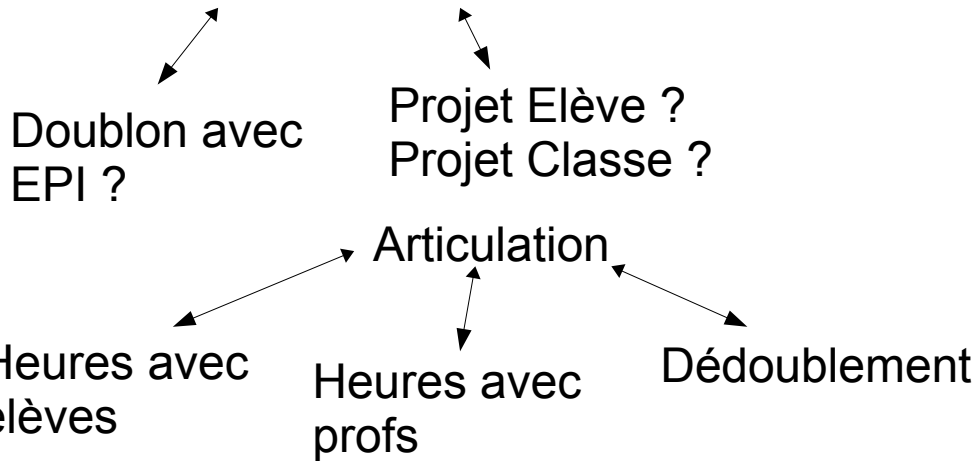 Doublon avec
EPI ?
Projet Elève ?
Projet Classe ?
Articulation
Heures avec
élèves
Heures avec
profs
Dédoublement